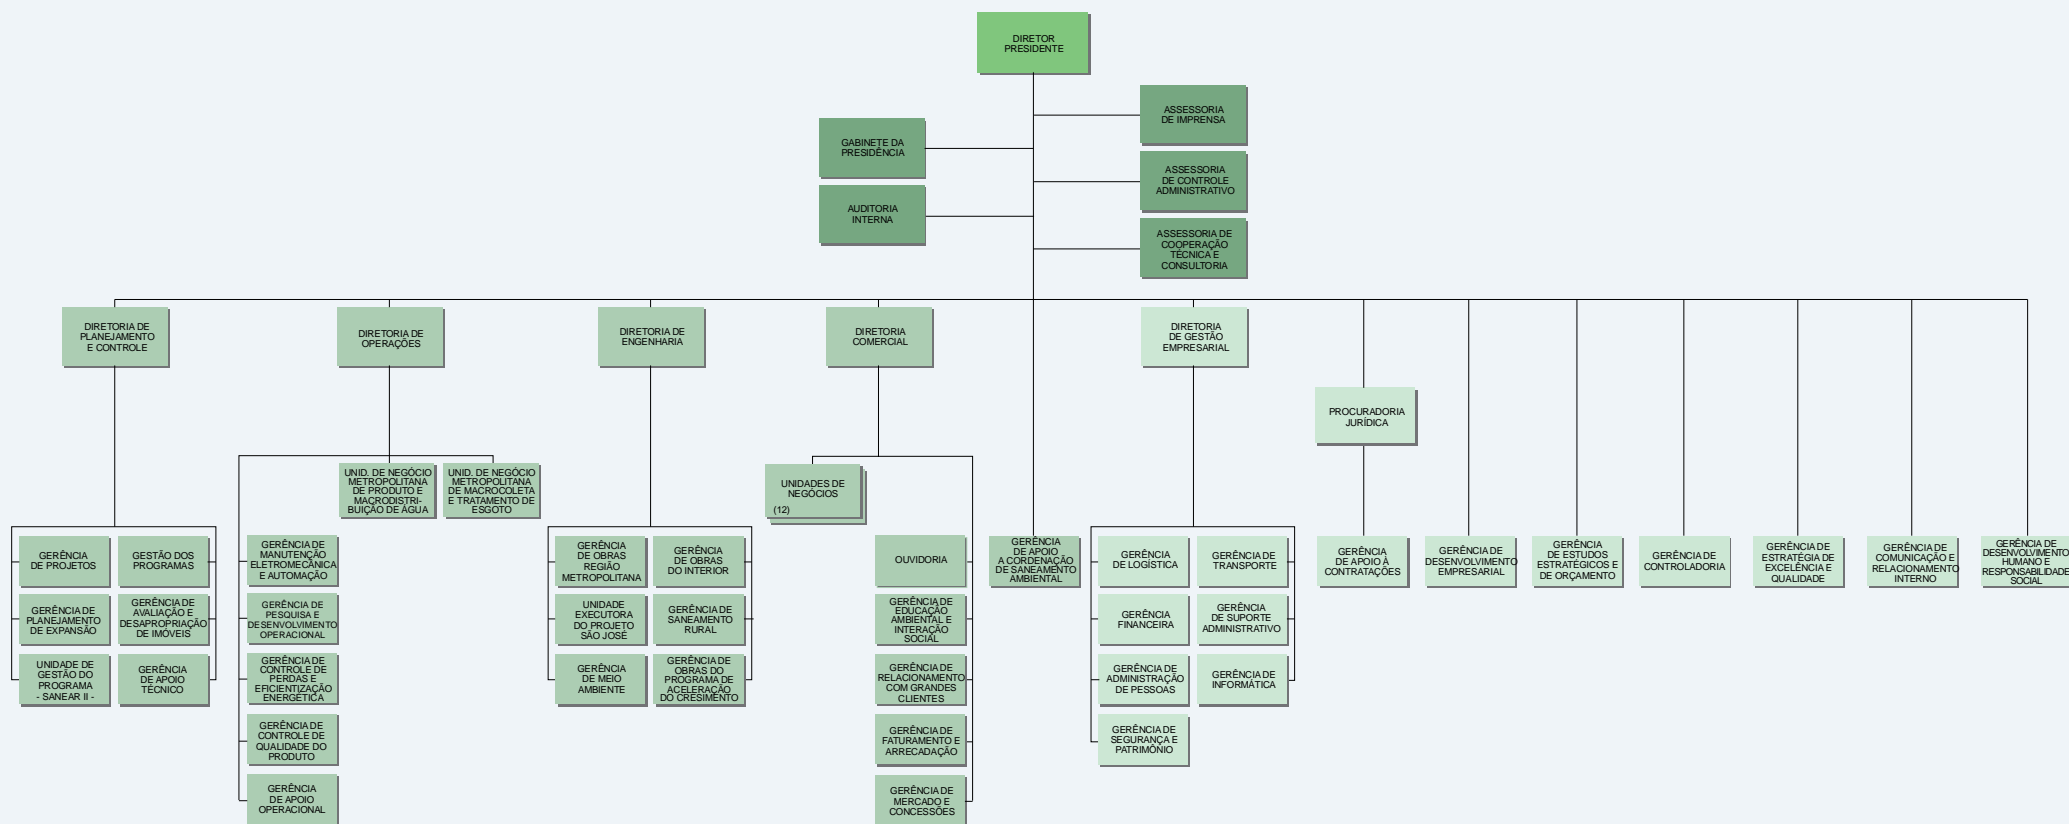 DIRETOR
PRESIDENTE
ASSESSORIA
DE IMPRENSA
GABINETE DA
PRESIDÊNCIA
ASSESSORIA
DE CONTROLE
ADMINISTRATIVO
AUDITORIA
INTERNA
ASSESSORIA DE
COOPERAÇÃO
TÉCNICA E
CONSULTORIA
DIRETORIA DE
PLANEJAMENTO
E CONTROLE
DIRETORIA DE
OPERAÇÕES
DIRETORIA DE
ENGENHARIA
DIRETORIA
COMERCIAL
DIRETORIA
DE GESTÃO
EMPRESARIAL
PROCURADORIA
JURÍDICA
UNID. DE NEGÓCIO
METROPOLITANA
DE PRODUTO E
MACRODISTRI-
BUIÇÃO DE ÁGUA
UNID. DE NEGÓCIO
METROPOLITANA
DE MACROCOLETA
E TRATAMENTO DE
ESGOTO
UNIDADES DE
NEGÓCIOS
(12)
GERÊNCIA
DE PROJETOS
GESTÃO DOS
PROGRAMAS
GERÊNCIA DE
PLANEJAMENTO
DE EXPANSÃO
GERÊNCIA DE
AVALIAÇÃO E
DESAPROPRIAÇÃO
DE IMÓVEIS
UNIDADE DE
GESTÃO DO
PROGRAMA
- SANEAR II -
GERÊNCIA
DE APOIO
TÉCNICO
GERÊNCIA DE
MANUTENÇÃO
ELETROMECÂNICA
E AUTOMAÇÃO
GERÊNCIA DE
PESQUISA E
DESENVOLVIMENTO
OPERACIONAL
GERÊNCIA DE
CONTROLE DE
PERDAS E
EFICIENTIZAÇÃO
ENERGÉTICA
GERÊNCIA DE
CONTROLE DE
QUALIDADE DO
PRODUTO
GERÊNCIA
DE APOIO
OPERACIONAL
GERÊNCIA
DE OBRAS
REGIÃO
METROPOLITANA
GERÊNCIA
DE OBRAS
DO INTERIOR
UNIDADE
EXECUTORA
DO PROJETO
SÃO JOSÉ
GERÊNCIA DE
SANEAMENTO
RURAL
GERÊNCIA
DE MEIO
AMBIENTE
GERÊNCIA DE
OBRAS DO
PROGRAMA DE
ACELERAÇÃO
DO CRESIMENTO
OUVIDORIA
GERÊNCIA DE
EDUCAÇÃO
AMBIENTAL E
INTERAÇÃO
SOCIAL
GERÊNCIA DE
RELACIONAMENTO
COM GRANDES
CLIENTES
GERÊNCIA DE
FATURAMENTO E
ARRECADAÇÃO
GERÊNCIA DE
MERCADO E
CONCESSÕES
GERÊNCIA
DE APOIO
A CORDENAÇÃO
DE SANEAMENTO
AMBIENTAL
GERÊNCIA
DE LOGÍSTICA
GERÊNCIA DE
TRANSPORTE
GERÊNCIA
FINANCEIRA
GERÊNCIA
DE SUPORTE
ADMINISTRATIVO
GERÊNCIA DE
ADMINISTRAÇÃO
DE PESSOAS
GERÊNCIA DE
INFORMÁTICA
GERÊNCIA DE
SEGURANÇA E
PATRIMÔNIO
GERÊNCIA
DE APOIO À
CONTRATAÇÕES
GERÊNCIA DE
DESENVOLVIMENTO
EMPRESARIAL
GERÊNCIA
DE ESTUDOS
ESTRATÉGICOS E
DE ORÇAMENTO
GERÊNCIA DE
CONTROLADORIA
GERÊNCIA DE
ESTRATÉGIA DE
EXCELÊNCIA E
QUALIDADE
GERÊNCIA DE
COMUNICAÇÃO E
RELACIONAMENTO
INTERNO
GERÊNCIA DE
DESENVOLVIMENTO
HUMANO E
RESPONSABILIDADE
SOCIAL